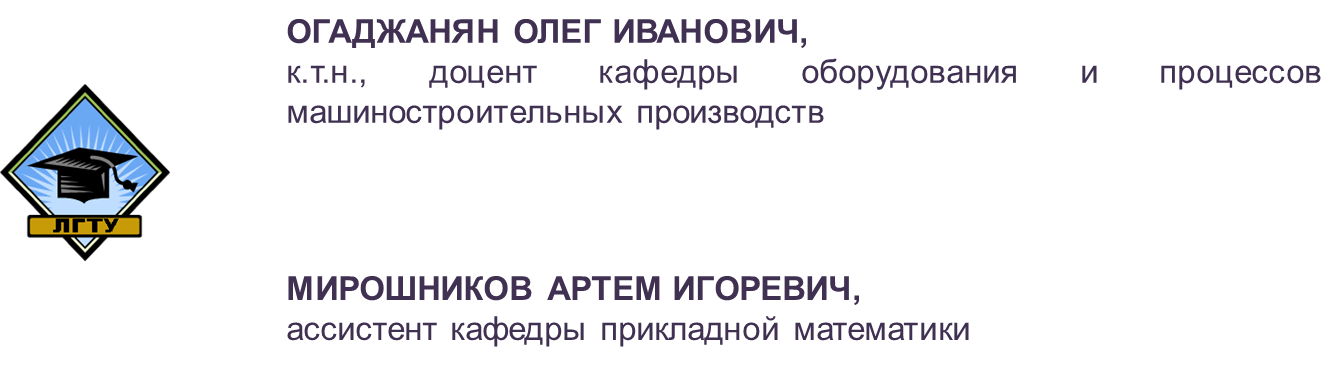 ОГАДЖАНЯН ОЛЕГ ИВАНОВИЧ,
к.т.н., доцент кафедры оборудования и процессов
машиностроительных производств
ЛГТУ
МИРОШНИКОВ АРТЕМ ИГОРЕВИЧ,
ассистент кафедры прикладной математики